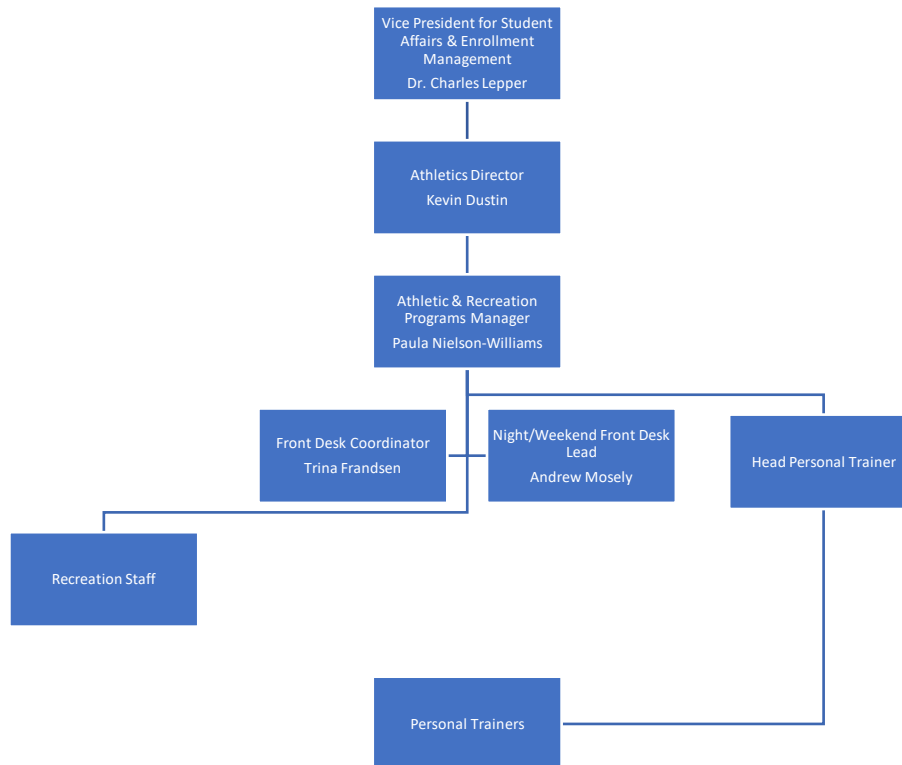 Vice President for Student
Affairs & Enrollment
Management
Dr. Charles Lepper
Athletics Director
Kevin Dustin
Athletic & Recreation
Programs Manager
Paula Nielson-Williams
Front Desk Coordinator
Trina Frandsen
Night/Weekend Front Desk
Lead
Andrew Mosely
Head Personal Trainer
Recreation Staff
Personal Trainers